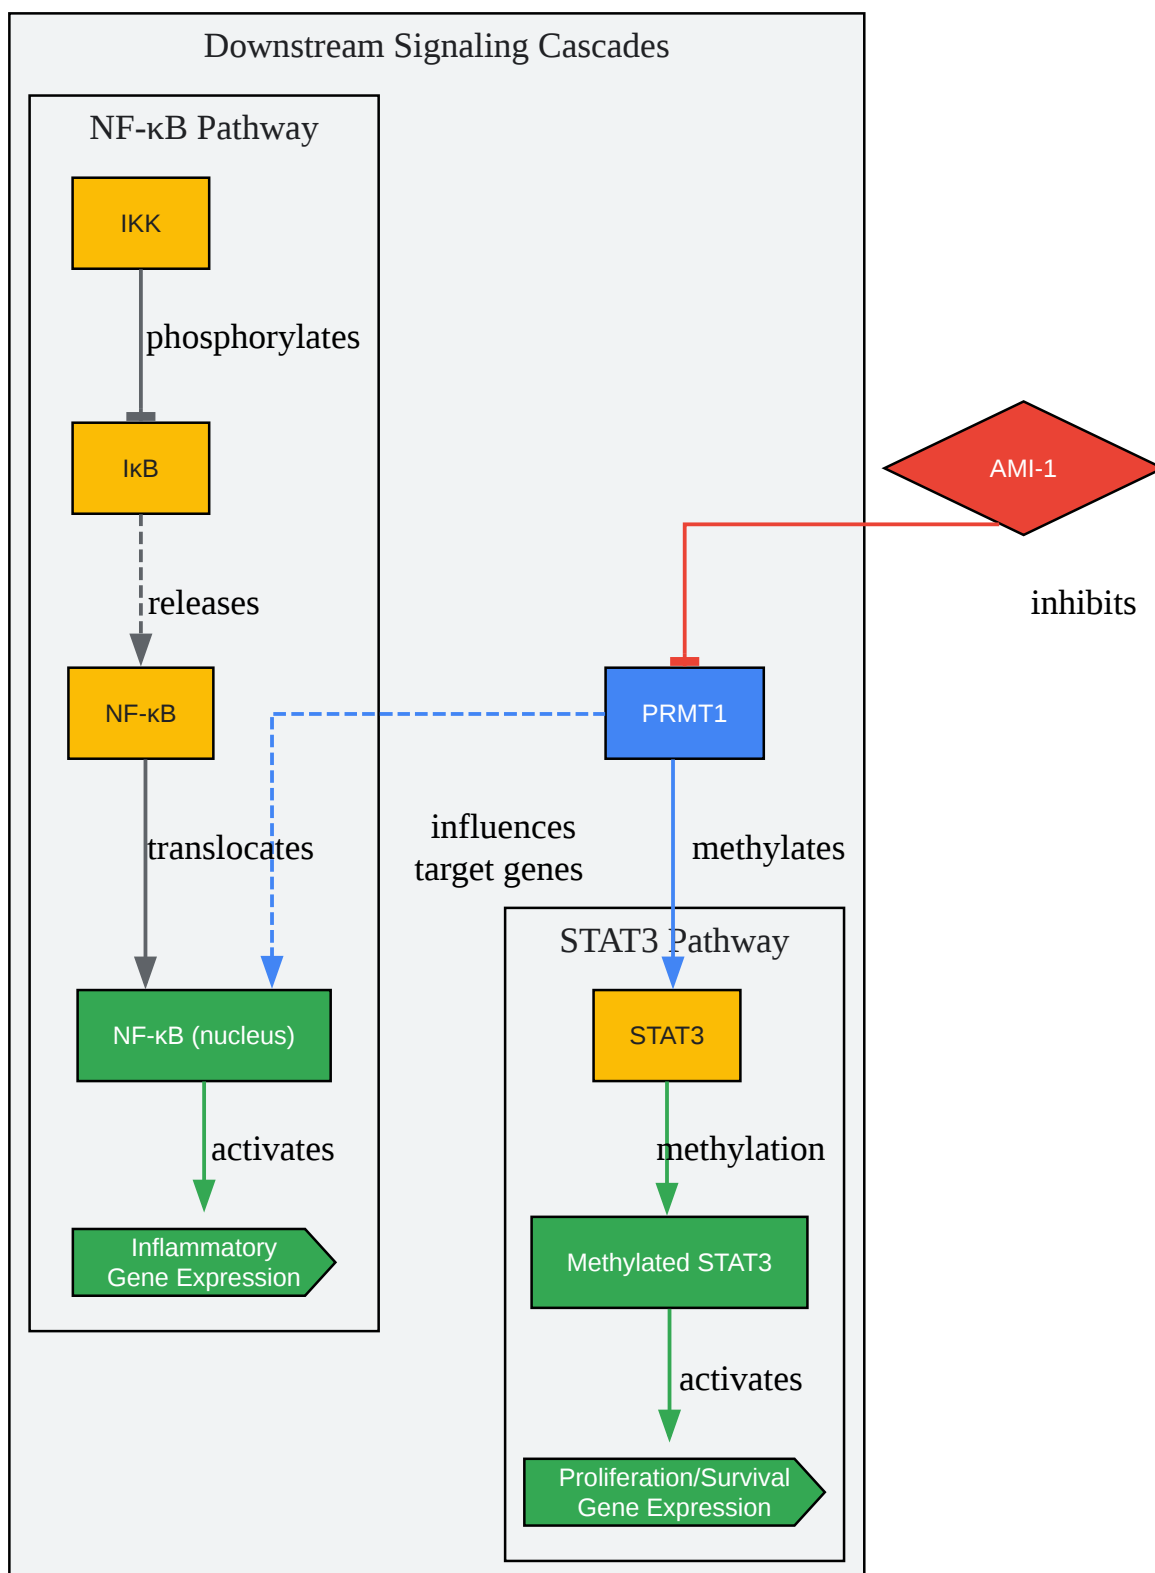 Downstream Signaling Cascades
NF-κB Pathway
IKK
phosphorylates
IκB
AMI-1
releases
inhibits
NF-κB
PRMT1
translocates
influences
target genes
methylates
STAT3 Pathway
NF-κB (nucleus)
STAT3
activates
methylation
Inflammatory
Gene Expression
Methylated STAT3
activates
Proliferation/Survival
Gene Expression